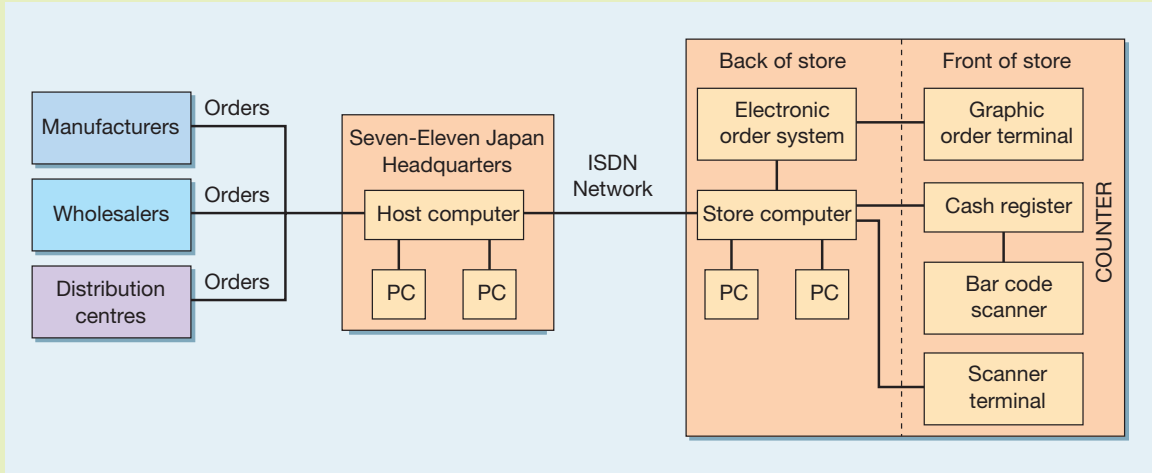 Manufacturers
Orders
Wholesalers
Orders
Distribution
centres
Orders
Seven-Eleven Japan
Headquarters
Host computer
PC
PC
ISDN
Network
Back of store
Electronic
order system
Store computer
PC
PC
Front of store
Graphic
order terminal
Cash register
Bar code
scanner
Scanner
terminal
COUNTER